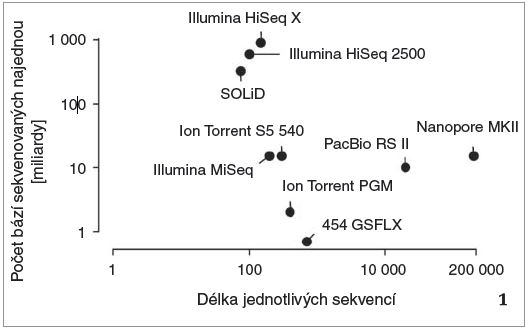 Illumina HiSeq X
1 000
Illumina HiSeq 2500
SOLiD
100
Ion Torrent S5 540
Nanopore MKII
PacBio RS II
Illumina MiSeq
10
Ion Torrent PGM
454 GSFLX
1
Počet bází sekvenovaných najednou
[miliardy]
1
100
10 000
200 000
Délka jednotlivých sekvencí
1